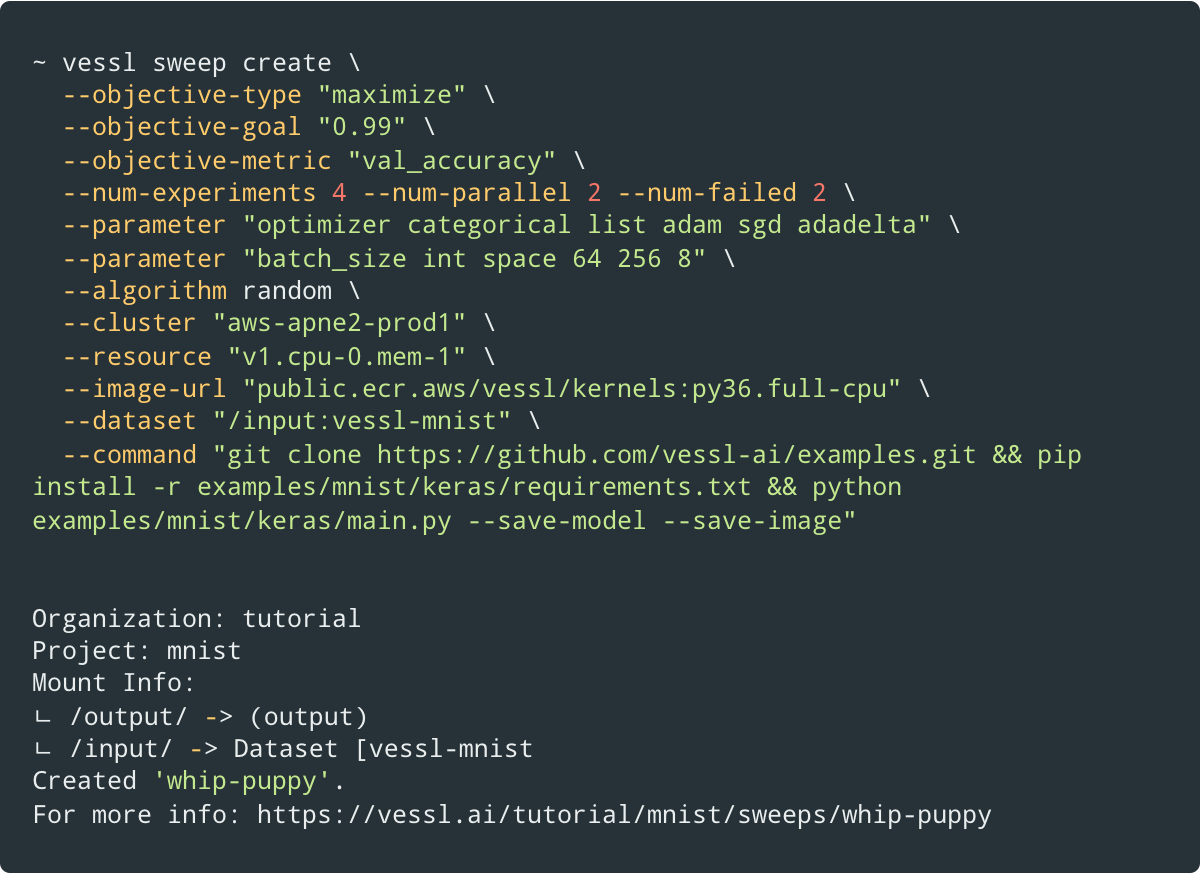 ~ vessl sweep create \
--objective-type "maximize" \
--objective-goal "0.99" \
--objective-metric "val_accuracy" \
--num-experiments 4 --num-parallel 2 --num-failed 2 \
--parameter "optimizer categorical list adam sgd adadelta" \
--parameter "batch_size int space 64 256 8" \
--algorithm random \
--cluster "aws-apne2-prod1" \
--resource "v1.cpu-0.mem-1" \
--image-url "public.ecr.aws/vessl/kernels:py36.full-cpu" \
--dataset "/input:vessl-mnist" \
--command "git clone https://github.com/vessl-ai/examples.git && pip
install -r examples/mnist/keras/requirements.txt && python
examples/mnist/keras/main.py --save-model --save-image"
Organization: tutorial
Project: mnist
Mount Info:
ㄴ /output/ -> (output)
ㄴ /input/ -> Dataset [vessl-mnist
Created 'whip-puppy'.
For more info: https://vessl.ai/tutorial/mnist/sweeps/whip-puppy